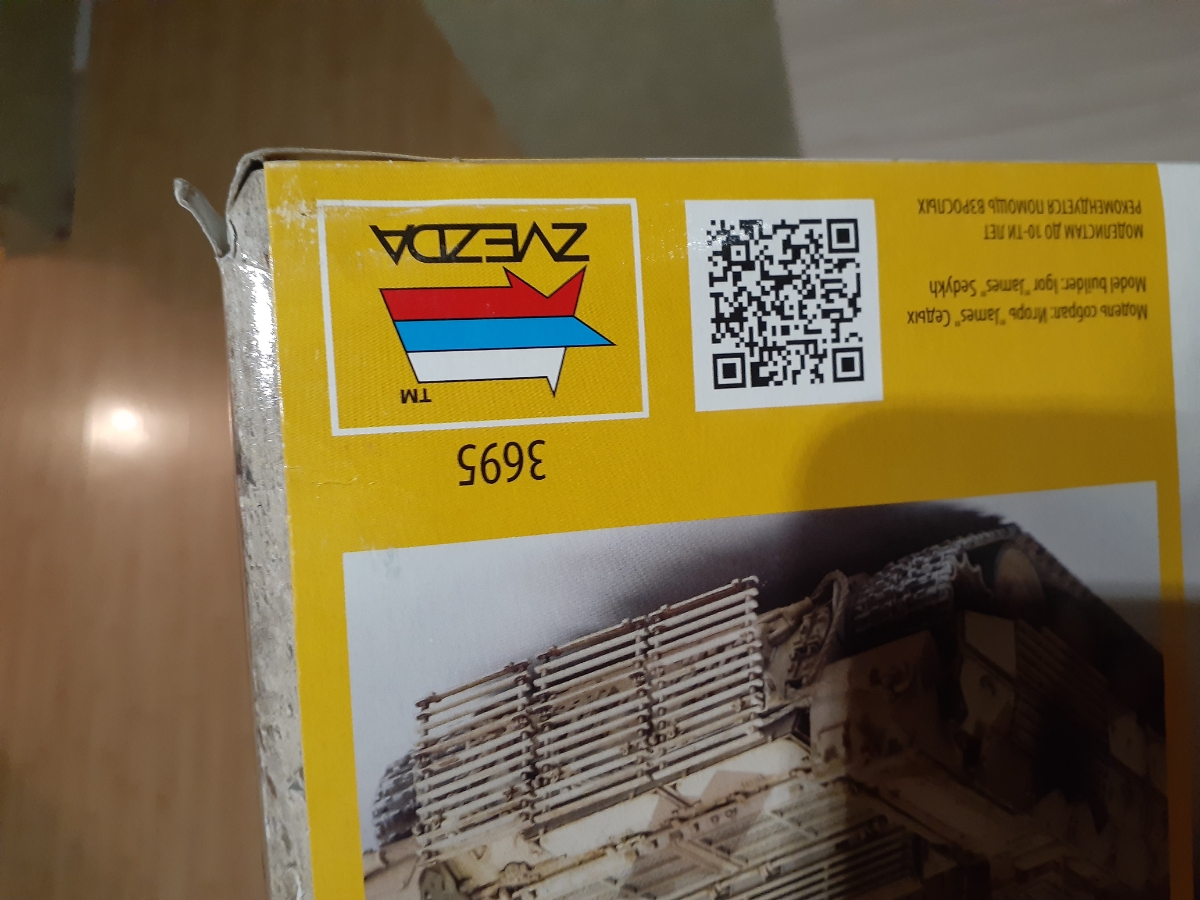 3695
TM
ZVEZDA
Модель собрал: Игорь "James" Седых
Model builder: Igor "James" Sedykh
МОДЕЛИСТАМ ДО 10-ТИ ЛЕТ
РЕКОМЕНДУЕТСЯ ПОМОЩЬ ВЗРОСЛЫХ